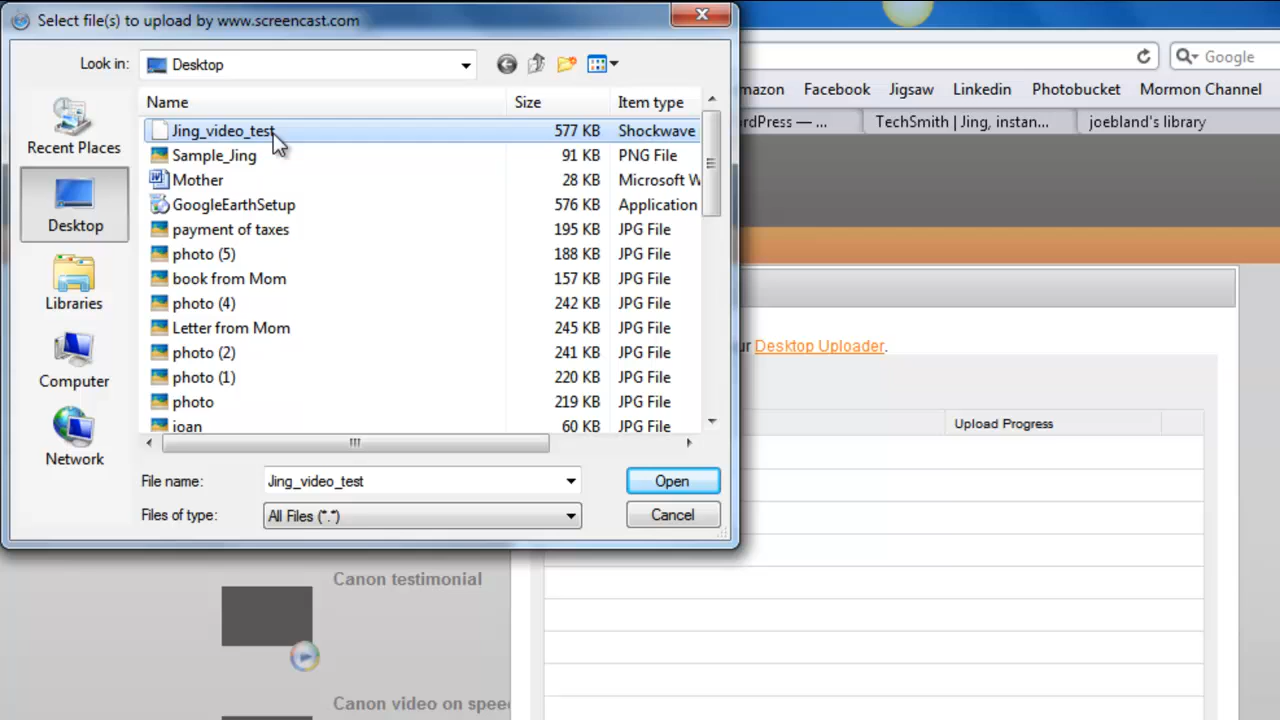 Select file(s) to upload by www.screencast.com
Look in: Desktop
Google
Amazon Facebook Jigsaw Linkedin Photobucket Mormon Channel
rdPress — ... TechSmith | Jing, instan... joebland's library
Name Size Item type
Jing_video_test 577 KB Shockwave
Sample_Jing 91 KB PNG File
Mother 28 KB Microsoft W
GoogleEarthSetup 576 KB Application
payment of taxes 195 KB JPG File
photo (5) 188 KB JPG File
book from Mom 157 KB JPG File
photo (4) 242 KB JPG File
Letter from Mom 245 KB JPG File
photo (2) 241 KB JPG File
photo (1) 220 KB JPG File
photo 219 KB JPG File
joan 60 KB JPG File
Recent Places
Desktop
Libraries
Computer
Network
File name: Jing_video_test Open
Files of type: All Files (*.*) Cancel
ur Desktop Uploader.
Upload Progress
Canon testimonial
Canon video on speed